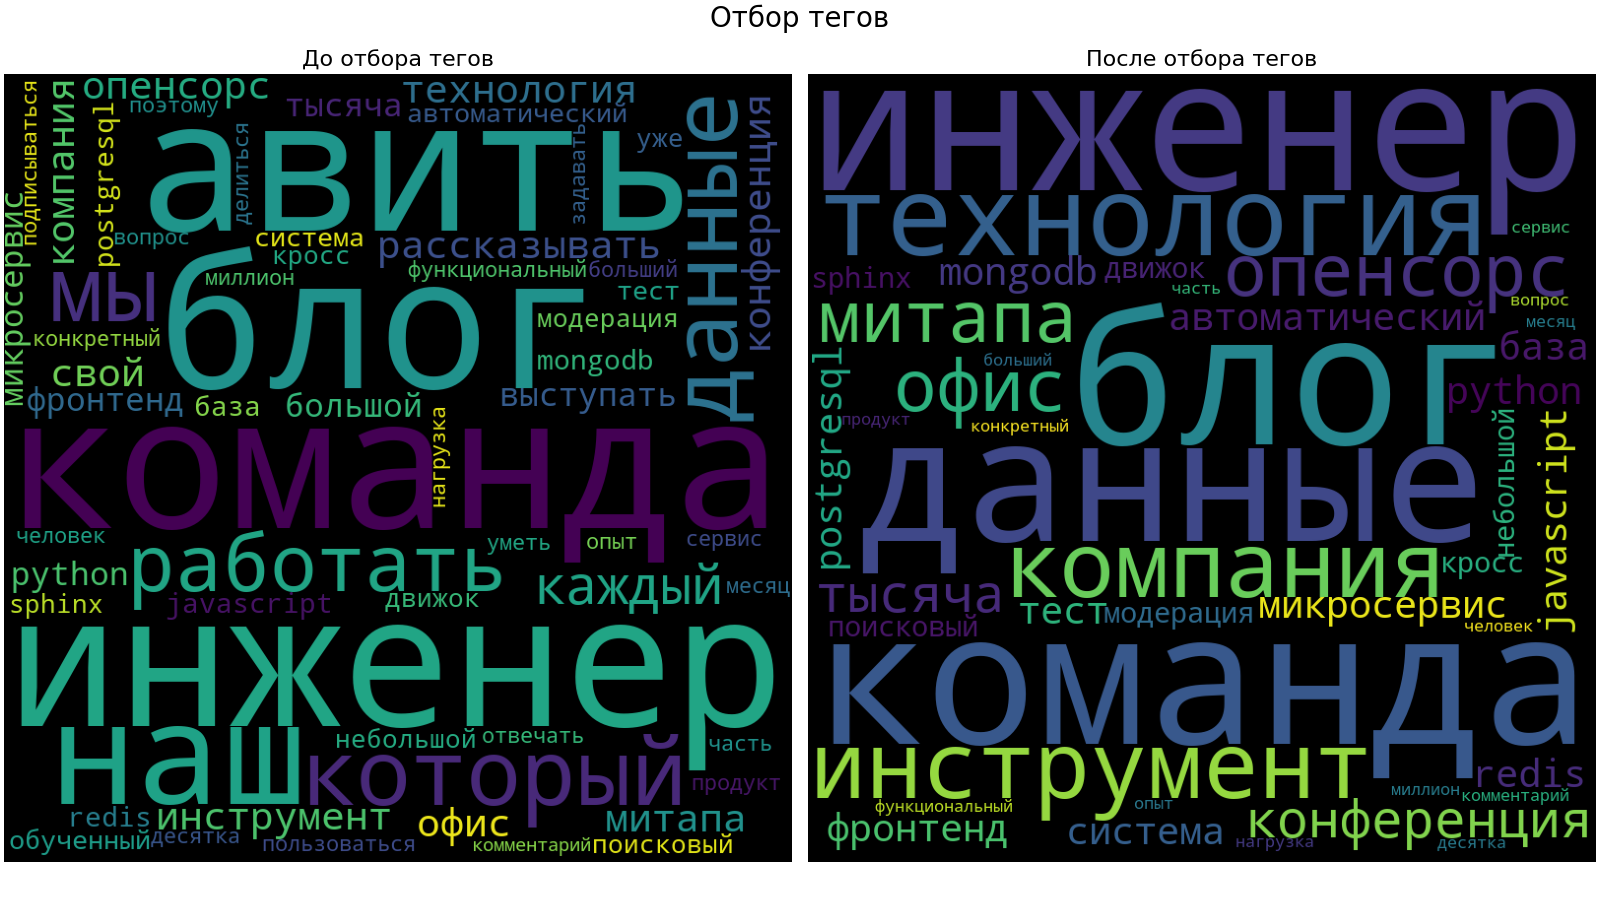 Отбор тегов
До отбора тегов
опенсорс
технология
поэтому
тысяча
автоматический
подписываться
компания
postgresql
авить
делиться
задавать
уже
данные
конференция
микросервис
вопрос
система
рассказывать
кросс
миллион
функциональный
больший
мы
блог
тест
модерация
конкретный
mongodb
свой
фронтенд
база
большой
выступать
команда
нагрузка
человек
работать
уметь
опыт
сервис
python
каждый
месяц
sphinx
javascript
движок
инженер
наш
небольшой
отвечать
часть
который
продукт
redis
инструмент
офис
митапа
обученный
десятка
пользоваться
комментарий
поисковый
После отбора тегов
инженер
технология
сервис
sphinx
mongodb
движок
опенсорс
часть
вопрос
митапа
блог
автоматический
месяц
база
postgresql
больший
офис
python
продукт
конкретный
небольшой
javascript
данные
компания
кросс
тысяча
тест
модерация
микросервис
поисковый
человек
команда
инструмент
redis
функциональный
опыт
миллион
комментарий
фронтенд
система
конференция
нагрузка
десятка